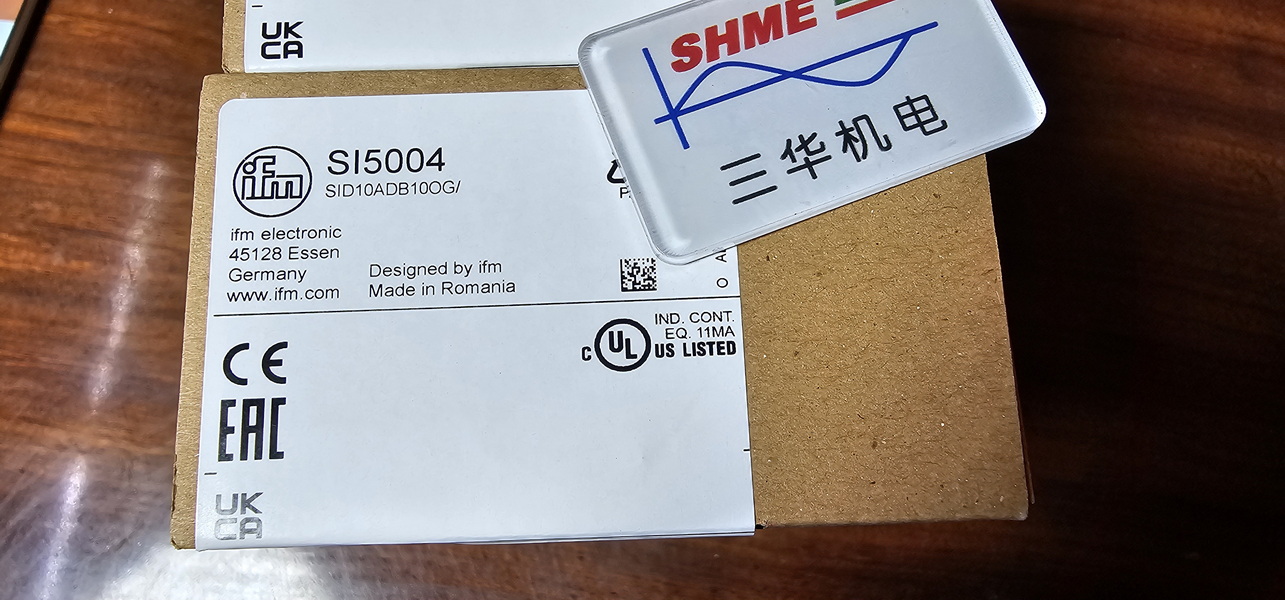 UK
CA
SHME
三华机电
ifm
SI5004
SID10ADB10OG/
ifm electronic
45128 Essen
Germany
www.ifm.com
Designed by ifm
Made in Romania
O
IND. CONT.
EQ. 11MA
C UL US LISTED
CE
EAC
UK
CA